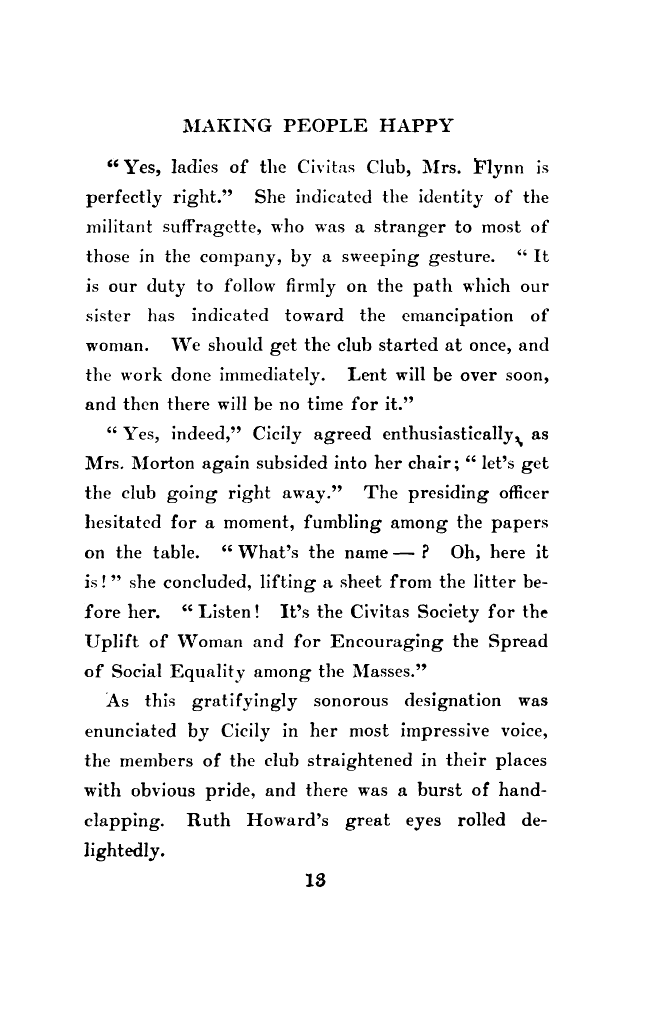 MAKING PEOPLE HAPPY
“Yes, ladies of the Civitas Club, Mrs. Flynn is
perfectly right.” She indicated the identity of the
militant suffragette, who was a stranger to most of
those in the company, by a sweeping gesture. “It
is our duty to follow firmly on the path which our
sister has indicated toward the emancipation of
woman. We should get the club started at once, and
the work done immediately. Lent will be over soon,
and then there will be no time for it.”
“Yes, indeed,” Cicily agreed enthusiastically, as
Mrs. Morton again subsided into her chair; “let’s get
the club going right away.” The presiding officer
hesitated for a moment, fumbling among the papers
on the table. “What’s the name — ? Oh, here it
is!” she concluded, lifting a sheet from the litter be-
fore her. “Listen! It’s the Civitas Society for the
Uplift of Woman and for Encouraging the Spread
of Social Equality among the Masses.”
As this gratifyingly sonorous designation was
enunciated by Cicily in her most impressive voice,
the members of the club straightened in their places
with obvious pride, and there was a burst of hand-
clapping. Ruth Howard’s great eyes rolled de-
lightedly.
13